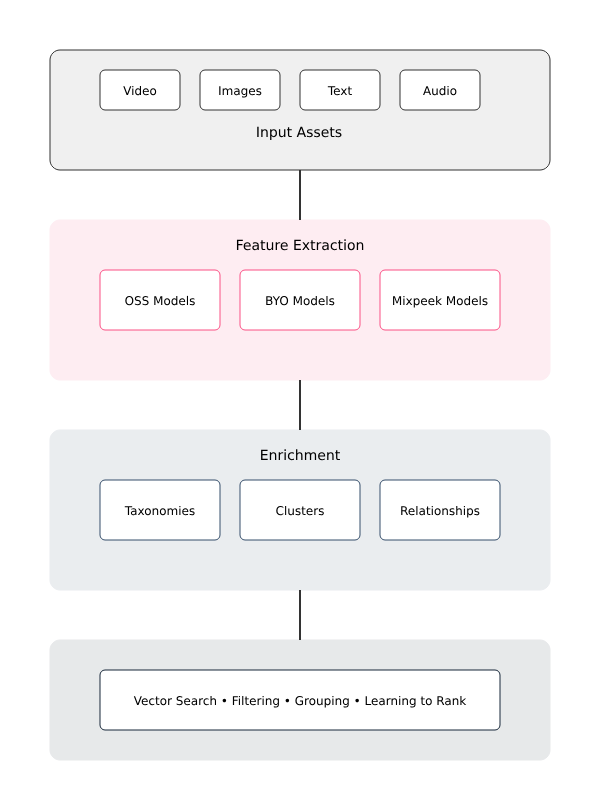 Video Images Text Audio
Input Assets
Feature Extraction
OSS Models BYO Models Mixpeek Models
Enrichment
Taxonomies Clusters Relationships
Vector Search • Filtering • Grouping • Learning to Rank